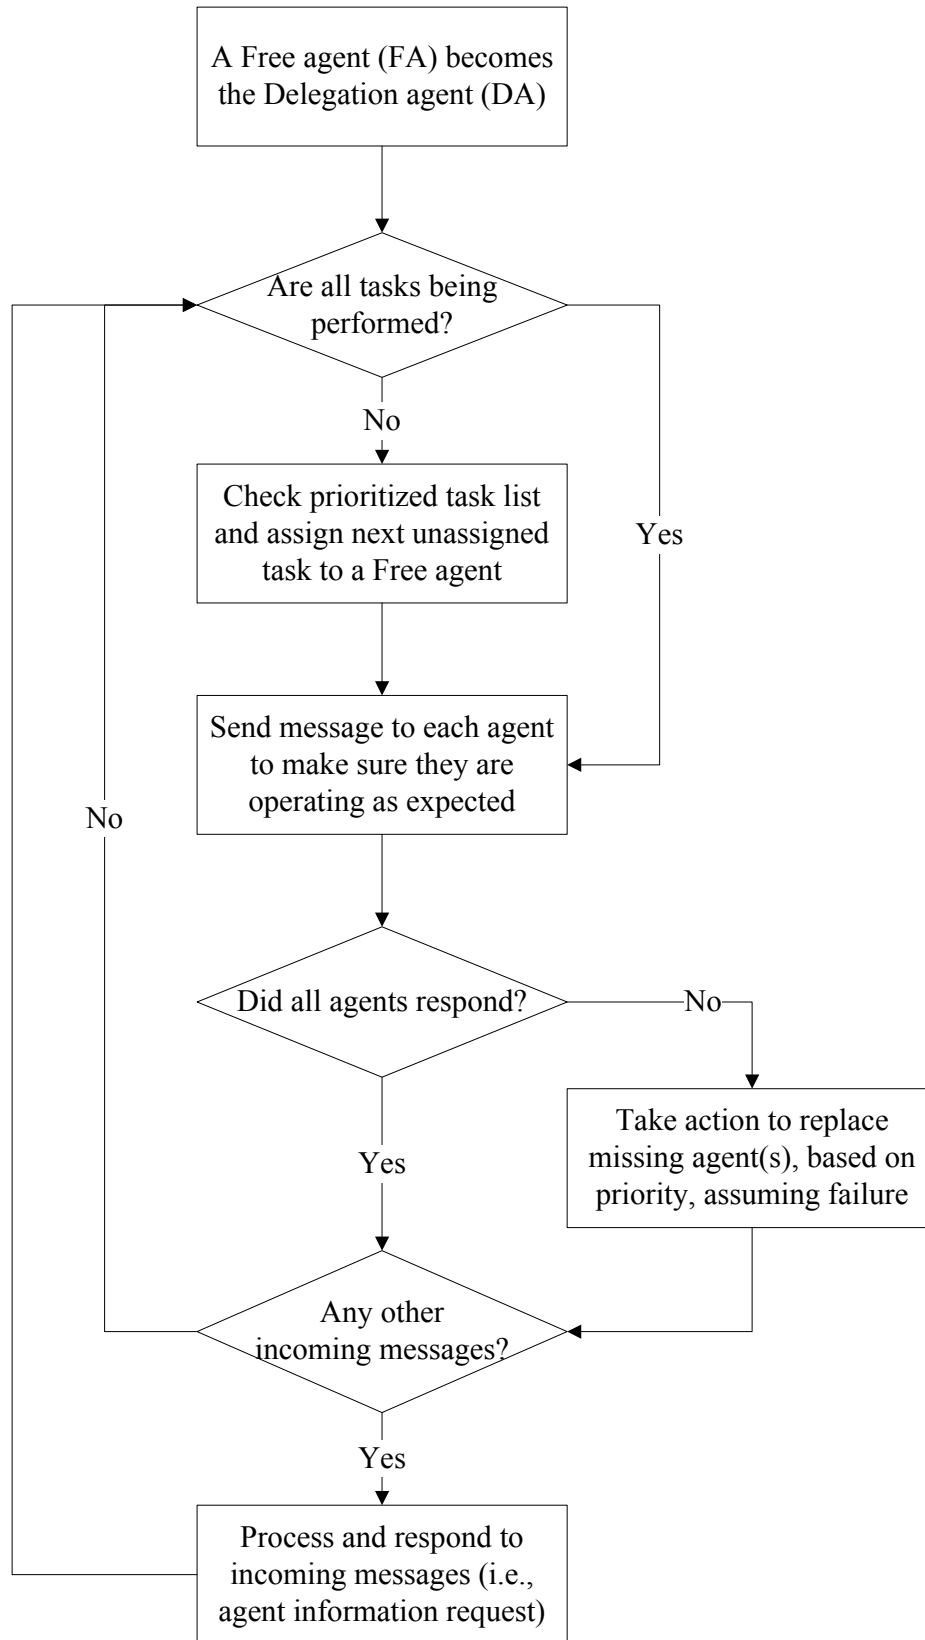 A Free agent (FA) becomes
the Delegation agent (DA)
Are all tasks being
performed?
No
Check prioritized task list
and assign next unassigned
task to a Free agent
Yes
Send message to each agent
to make sure they are
operating as expected
No
Did all agents respond?
No
Take action to replace
missing agent(s), based on
priority, assuming failure
Yes
Any other
incoming messages?
Yes
Process and respond to
incoming messages (i.e.,
agent information request)